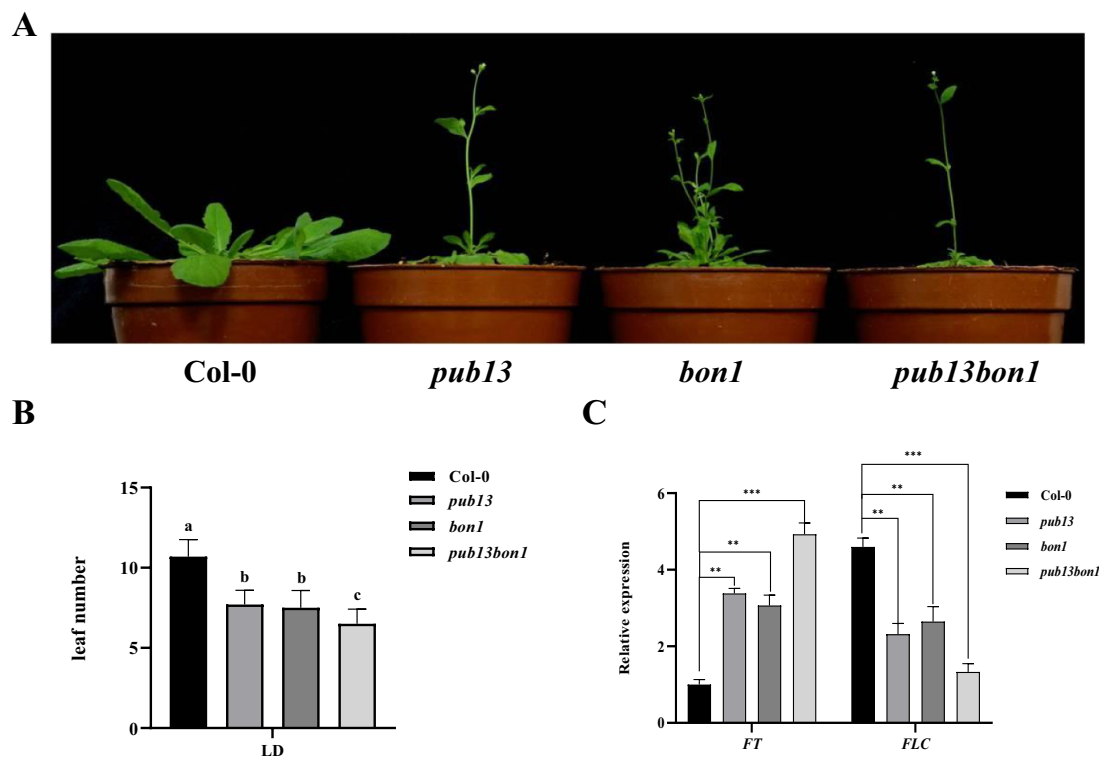 A
Col-0 pub13 bon1 pub13bon1
B
leaf number
15
10
5
0
a
b
b
c
LD
Col-0
pub13
bon1
pub13bon1
C
Relative expression
6
4
2
0
***
**
**
***
**
**
FT FLC
Col-0
pub13
bon1
pub13bon1